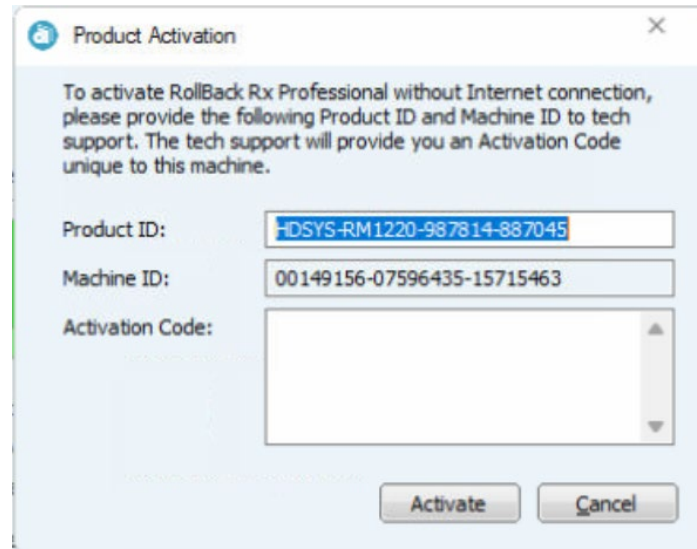 Product Activation
To activate RollBack Rx Professional without Internet connection,
please provide the following Product ID and Machine ID to tech
support. The tech support will provide you an Activation Code
unique to this machine.
Product ID:
HDSYS-RM1220-987814-887045
Machine ID:
00149156-07596435-15715463
Activation Code:
Activate
Cancel